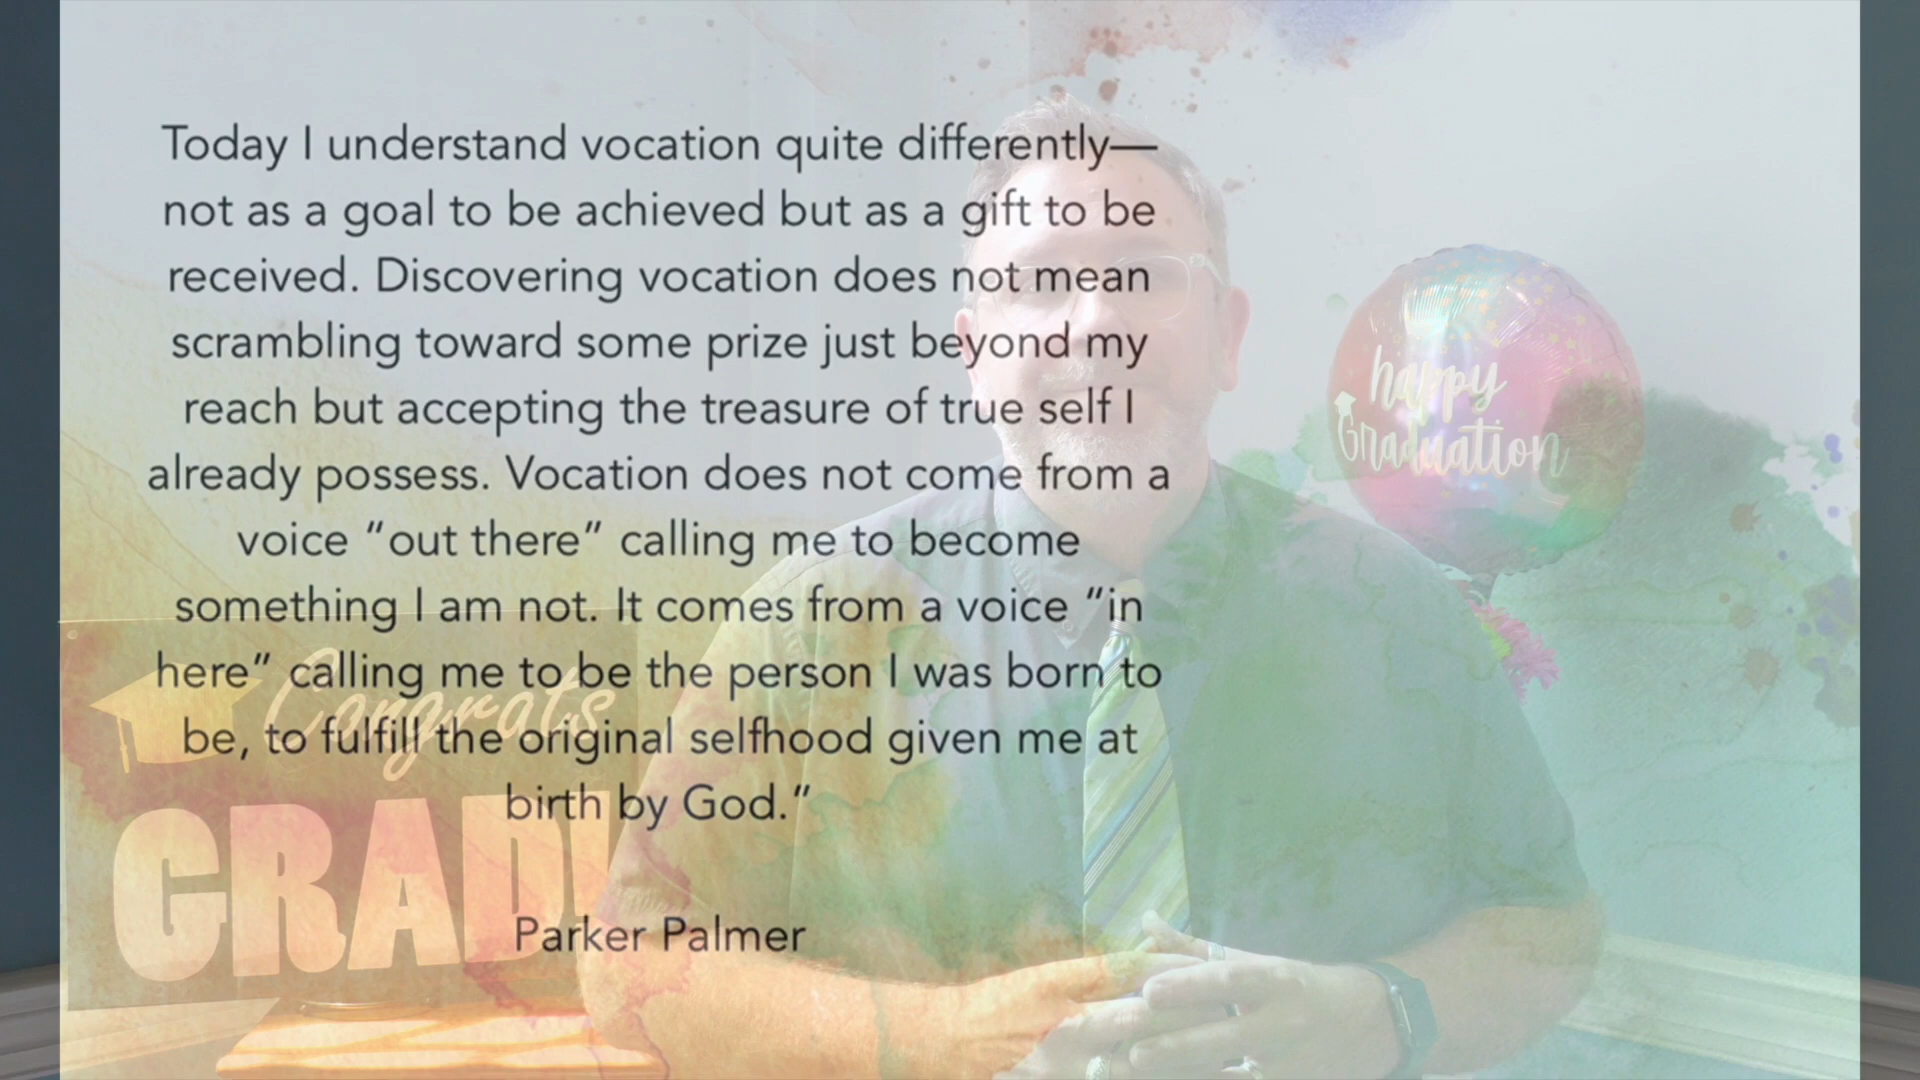 Today I understand vocation quite differently—
not as a goal to be achieved but as a gift to be
received. Discovering vocation does not mean
scrambling toward some prize just beyond my
reach but accepting the treasure of true self I
already possess. Vocation does not come from a
voice “out there” calling me to become
something I am not. It comes from a voice “in
here” calling me to be the person I was born to
be, to fulfill the original selfhood given me at
birth by God.”
Parker Palmer
happy
Graduation
Congrats
GRAD!